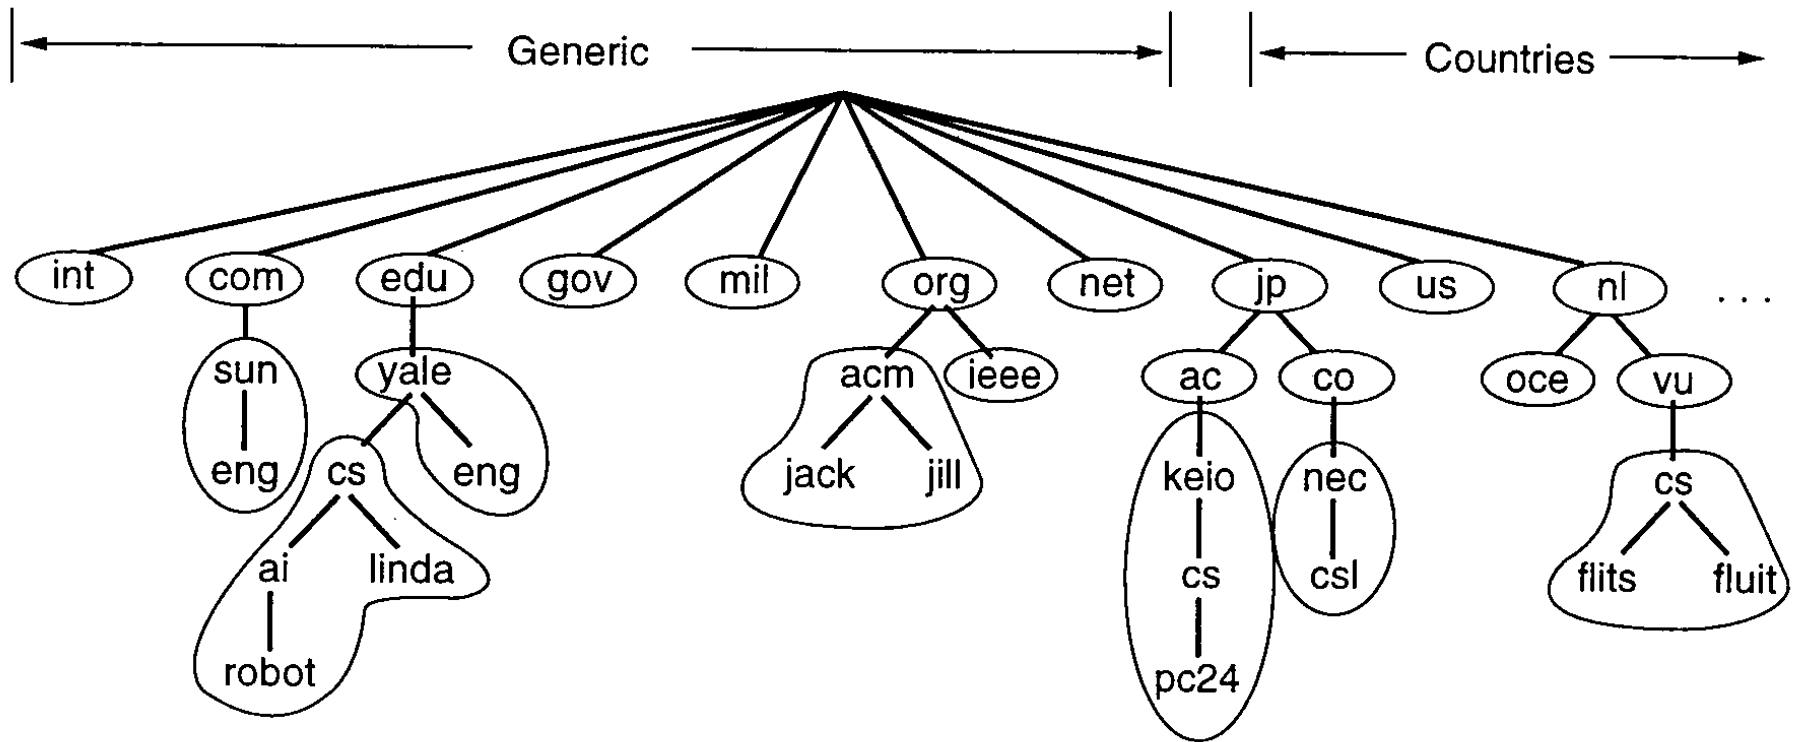 Generic Countries
int com edu gov mil org net jp us nl . . .
sun yale acm ieee ac co oce vu
eng cs eng jack jill keio nec cs
ai linda cs csl flits fluit
robot pc24